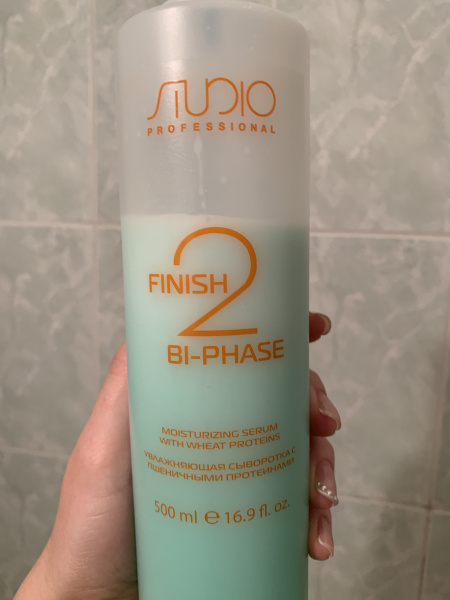 STUDIO
PROFESSIONAL
2
FINISH
BI-PHASE
MOISTURIZING SERUM
WITH WHEAT PROTEINS
УВЛАЖНЯЮЩАЯ СЫВОРОТКА С
ПШЕНИЧНЫМИ ПРОТЕИНАМИ
500 ml ℮ 16.9 fl. oz.